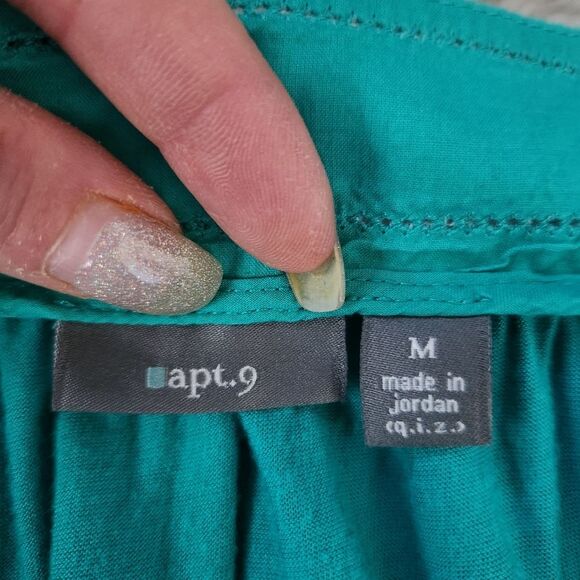 apt.9
M
made in
jordan
(q.i.z.)